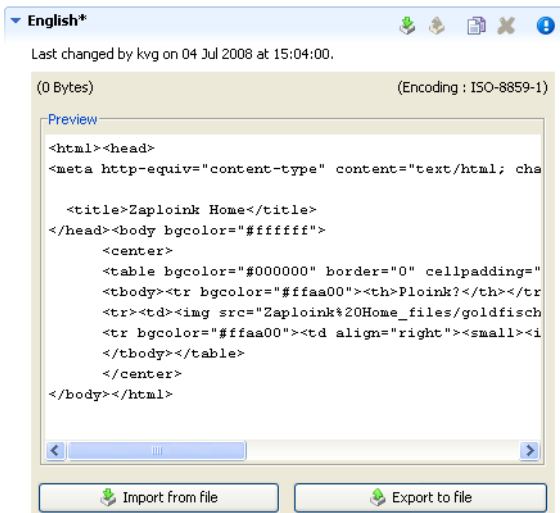 English*
Last changed by kvg on 04 Jul 2008 at 15:04:00.
(0 Bytes) (Encoding : ISO-8859-1)
Preview
<html><head>
<meta http-equiv="content-type" content="text/html; cha
<title>Zaploink Home</title>
</head><body bgcolor="#ffffff">
<center>
<table bgcolor="#000000" border="0" cellpadding="
<tbody><tr bgcolor="#ffaa00"><th>Ploink?</th></tr
<tr><td><img src="Zaploink%20Home_files/goldfisch
<tr bgcolor="#ffaa00"><td align="right"><small><i
</tbody></table>
</center>
</body></html>
Import from file Export to file